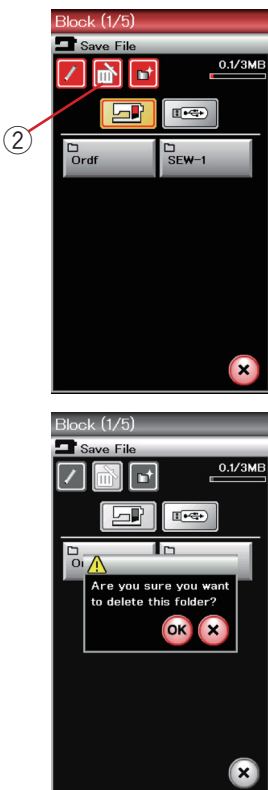 Block (1/5)
Save File
0.1/3MB
2
Ordf
SEW-1
Block (1/5)
Save File
0.1/3MB
Are you sure you want
to delete this folder?
OK